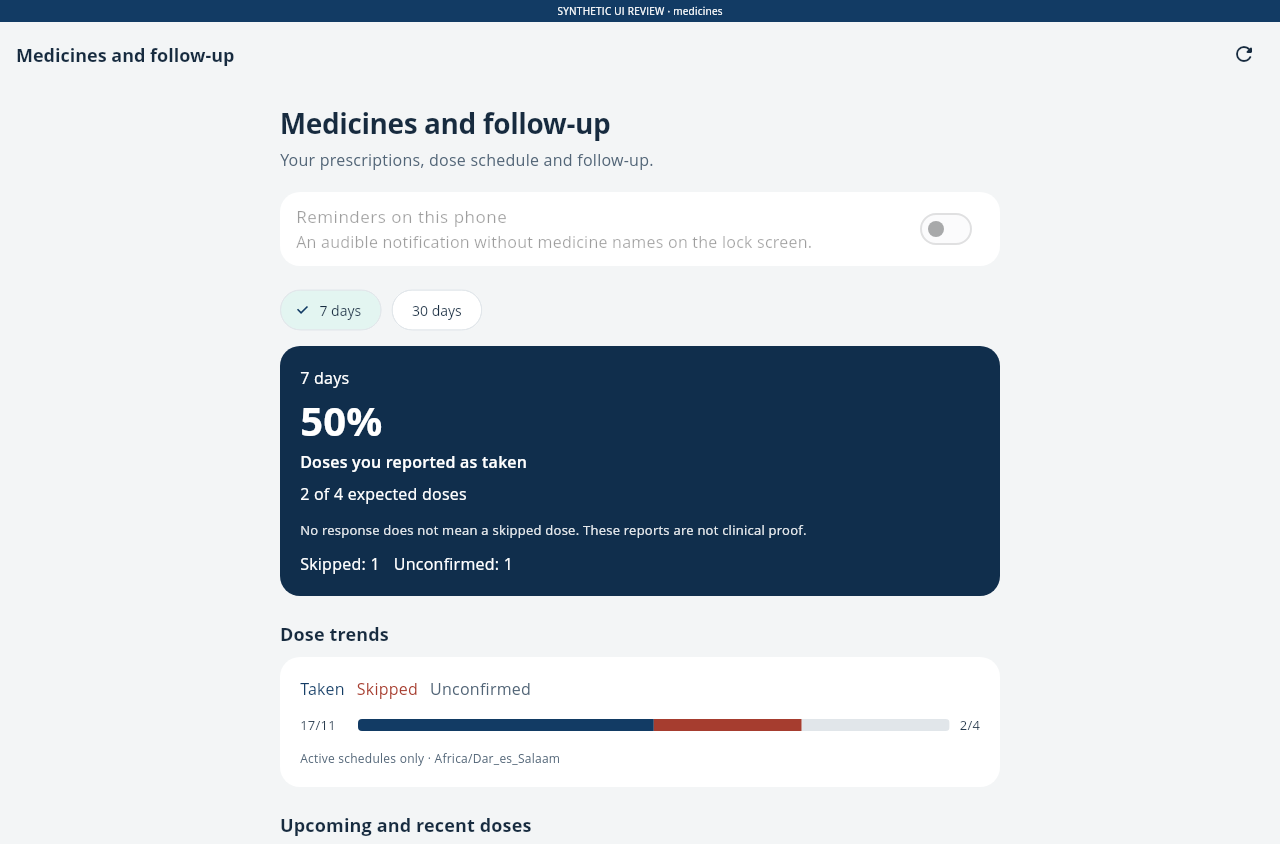 SYNTHETIC UI REVIEW · medicines
Medicines and follow-up
Medicines and follow-up
Your prescriptions, dose schedule and follow-up.
Reminders on this phone
An audible notification without medicine names on the lock screen.
7 days
30 days
7 days
50%
Doses you reported as taken
2 of 4 expected doses
No response does not mean a skipped dose. These reports are not clinical proof.
Skipped: 1 Unconfirmed: 1
Dose trends
Taken Skipped Unconfirmed
17/11 2/4
Active schedules only · Africa/Dar_es_Salaam
Upcoming and recent doses